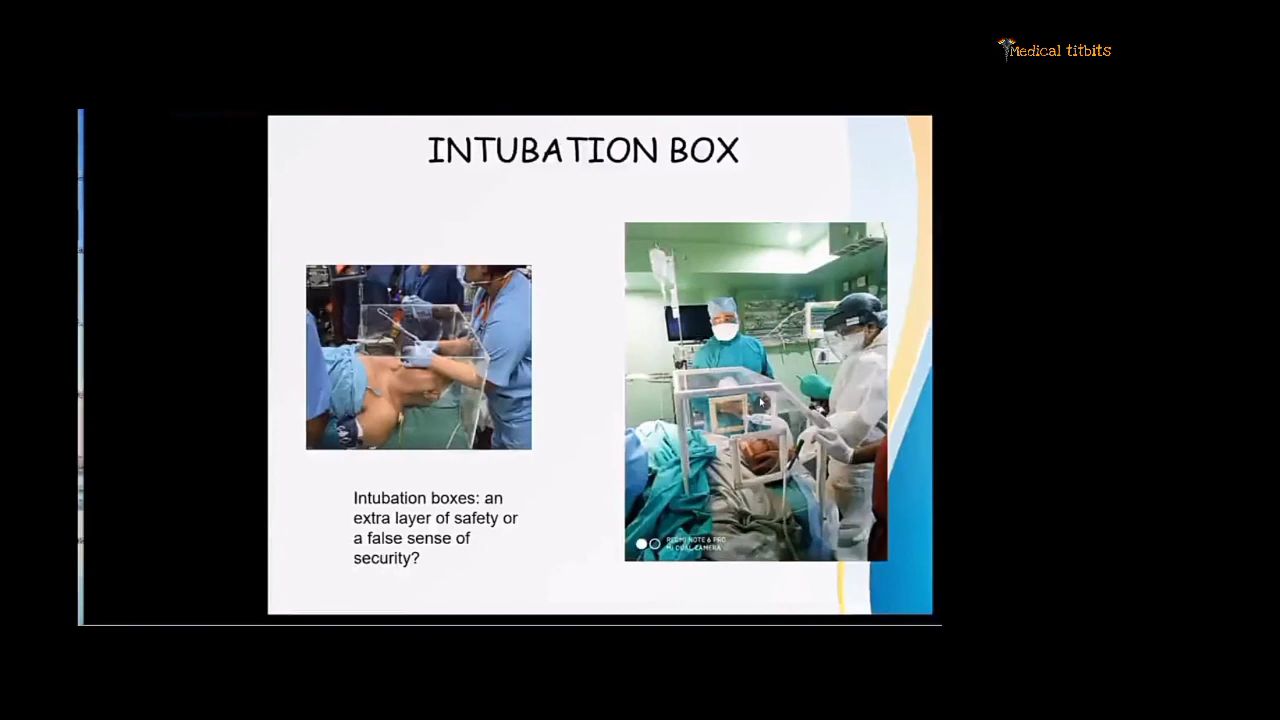 Medical titbits
INTUBATION BOX
Intubation boxes: an
extra layer of safety or
a false sense of
security?
REDMI NOTE 6 PRO
MI DUAL CAMERA